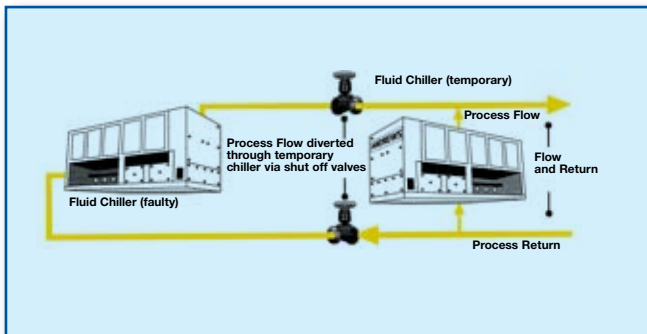 Fluid Chiller (temporary)
Process Flow
Process Flow diverted
through temporary
chiller via shut off valves
Flow
and Return
Fluid Chiller (faulty)
Process Return